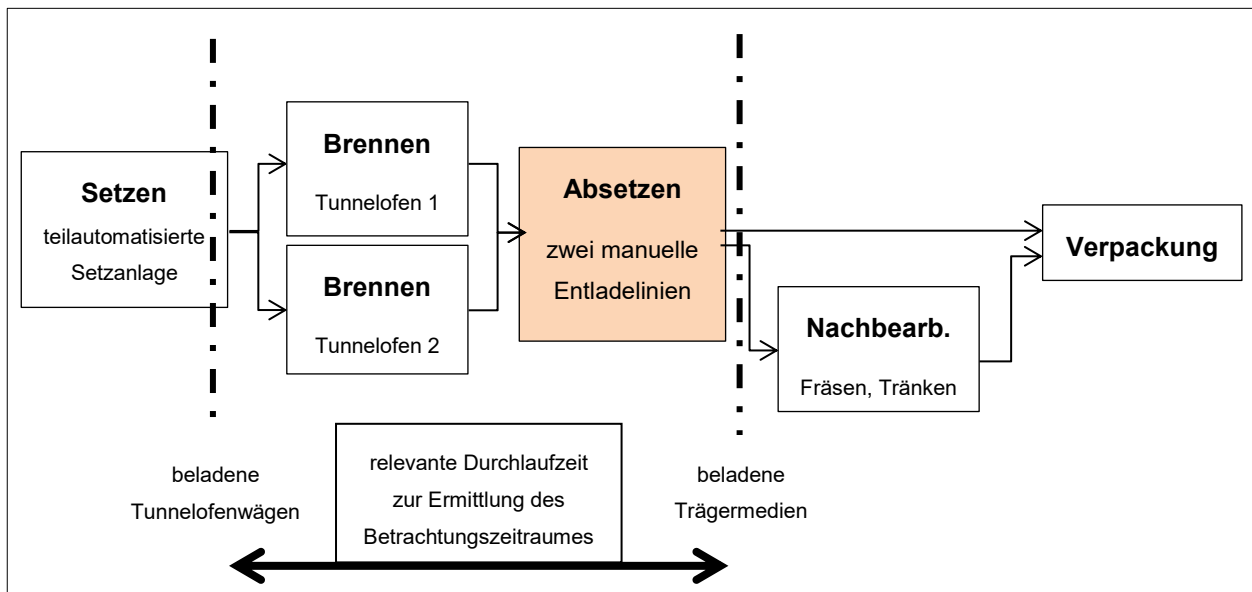 Setzen
teilautomatisierte
Setzanlage
Brennen
Tunnelofen 1
Brennen
Tunnelofen 2
Absetzen
zwei manuelle
Entladelinien
Nachbearb.
Fräsen, Tränken
Verpackung
beladene
Tunnelofenwägen
relevante Durchlaufzeit
zur Ermittlung des
Betrachtungszeitraumes
beladene
Trägermedien